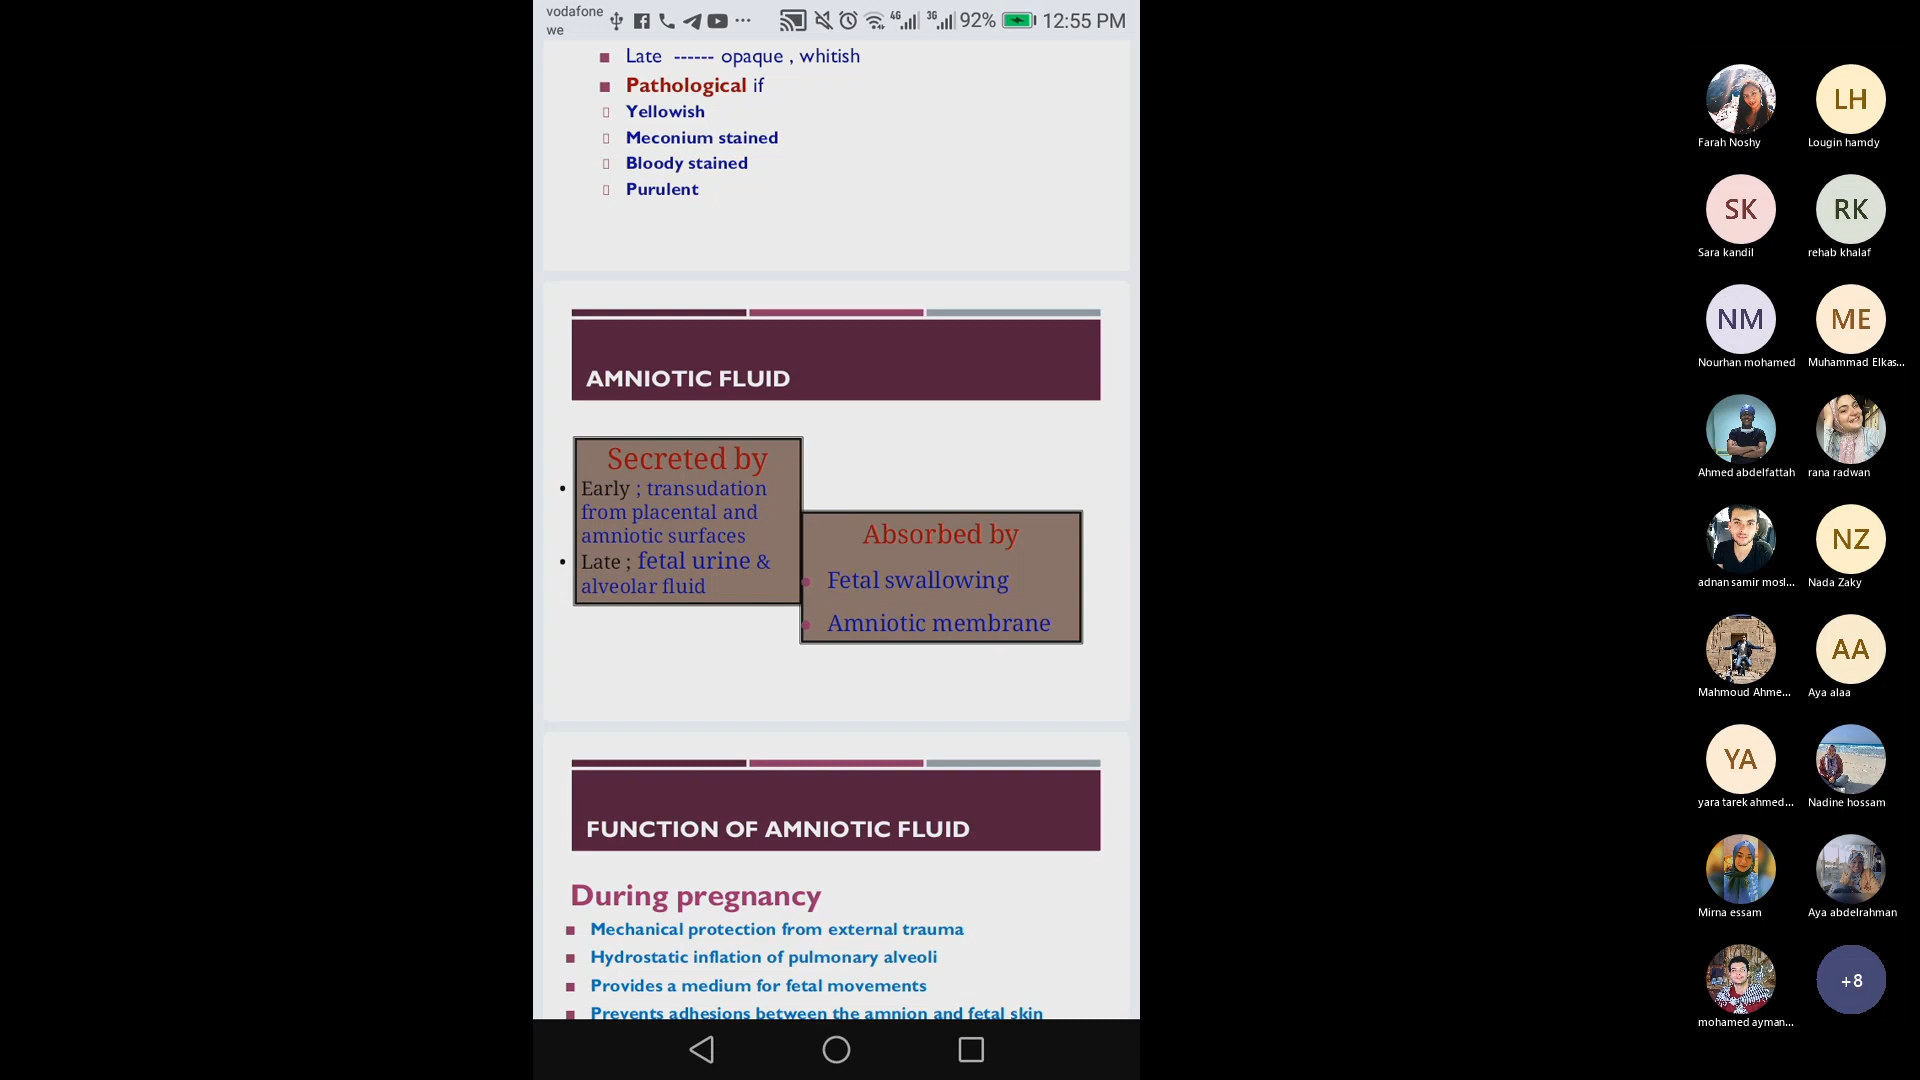 vodafone
we
4G 3G 92% 12:55 PM
Late ------ opaque , whitish
Pathological if
Yellowish
Meconium stained
Bloody stained
Purulent
AMNIOTIC FLUID
Secreted by
• Early ; transudation
from placental and
amniotic surfaces
• Late ; fetal urine &
alveolar fluid
Absorbed by
• Fetal swallowing
• Amniotic membrane
FUNCTION OF AMNIOTIC FLUID
During pregnancy
Mechanical protection from external trauma
Hydrostatic inflation of pulmonary alveoli
Provides a medium for fetal movements
Prevents adhesions between the amnion and fetal skin
LH
Farah Noshy
Lougin hamdy
SK
RK
Sara kandil
rehab khalaf
NM
ME
Nourhan mohamed
Muhammad Elkas...
Ahmed abdelfattah
rana radwan
NZ
adnan samir mosl...
Nada Zaky
AA
Mahmoud Ahme...
Aya alaa
YA
yara tarek ahmed...
Nadine hossam
Mirna essam
Aya abdelrahman
+8
mohamed ayman...